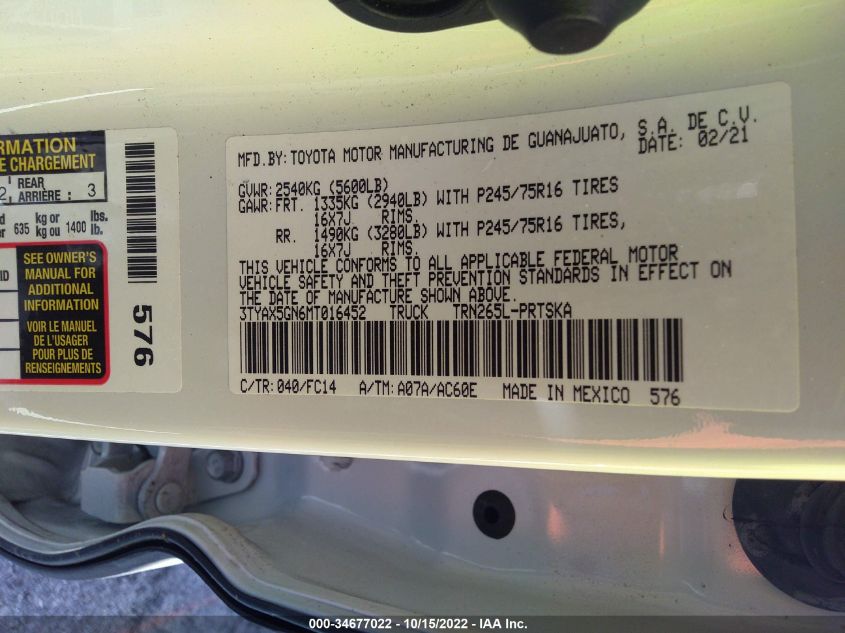 RMATION
E CHARGEMENT
2, REAR
ARRIÈRE : 3
635 kg or kg ou 1400 lbs. lb.
SEE OWNER'S
MANUAL FOR
ADDITIONAL
INFORMATION
VOIR LE MANUEL
DE L'USAGER
POUR PLUS DE
RENSEIGNEMENTS
576
MFD.BY: TOYOTA MOTOR MANUFACTURING DE GUANAJUATO, S.A. DE C.V.
DATE: 02/21
GVWR: 2540KG (5600LB)
GAWR: FRT. 1335KG (2940LB) WITH P245/75R16 TIRES
16X7J RIMS.
RR. 1490KG (3280LB) WITH P245/75R16 TIRES,
16X7J RIMS.
THIS VEHICLE CONFORMS TO ALL APPLICABLE FEDERAL MOTOR
VEHICLE SAFETY AND THEFT PREVENTION STANDARDS IN EFFECT ON
THE DATE OF MANUFACTURE SHOWN ABOVE.
3TYAX5GN6MT016452 TRUCK TRN265L-PRTSKA
C/TR: 040/FC14 A/TM: A07A/AC60E MADE IN MEXICO 576
000-34677022 - 10/15/2022 - IAA Inc.